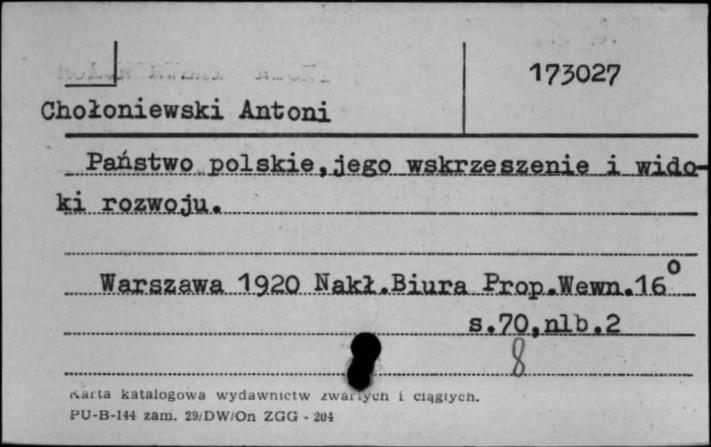 173027
Chołoniewski Antoni
Państwo polskie,jego wskrzeszenie i wido-
ki rozwoju.
Warszawa 1920 Nakł.Biura Prop.Wewn.16°
s.70,nlb.2
8
Karta katalogowa wydawnictw zwartych i ciągłych.
PU-B-144 zam. 29/DW/On ZGG - 204